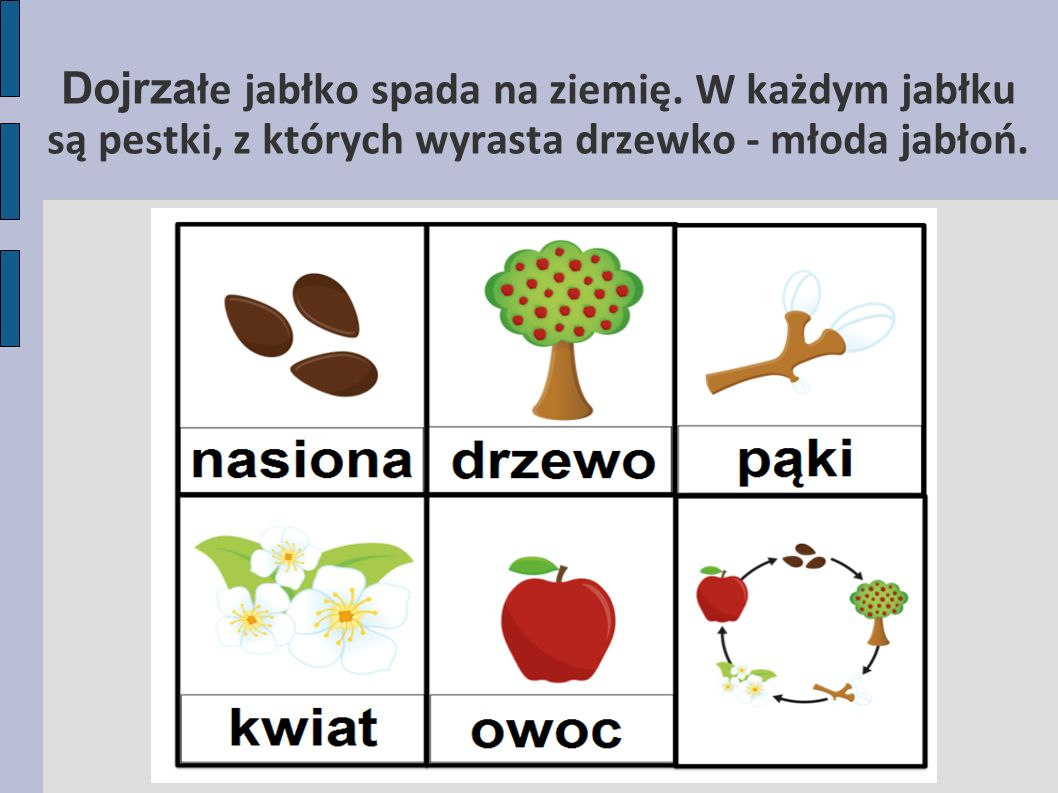 Dojrzałe jabłko spada na ziemię. W każdym jabłku
są pestki, z których wyrasta drzewko - młoda jabłoń.
nasiona
drzewo
pąki
kwiat
owoc